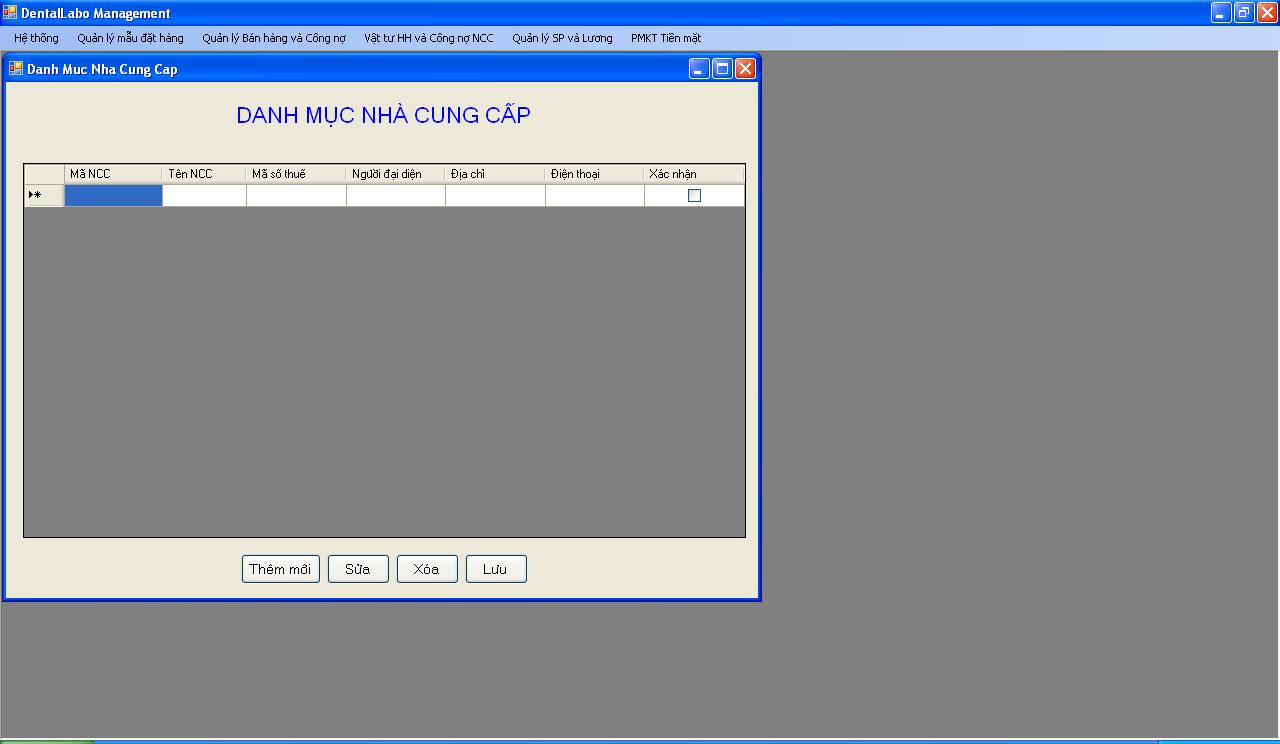 DentalLabo Management
Hệ thống Quản lý mẫu đặt hàng Quản lý Bán hàng và Công nợ Vật tư HH và Công nợ NCC Quản lý SP và Lương PMKT Tiền mặt
Danh Muc Nha Cung Cap
DANH MỤC NHÀ CUNG CẤP
Mã NCC Tên NCC Mã số thuế Người đại diện Địa chỉ Điện thoại Xác nhận
Thêm mới Sửa Xóa Lưu